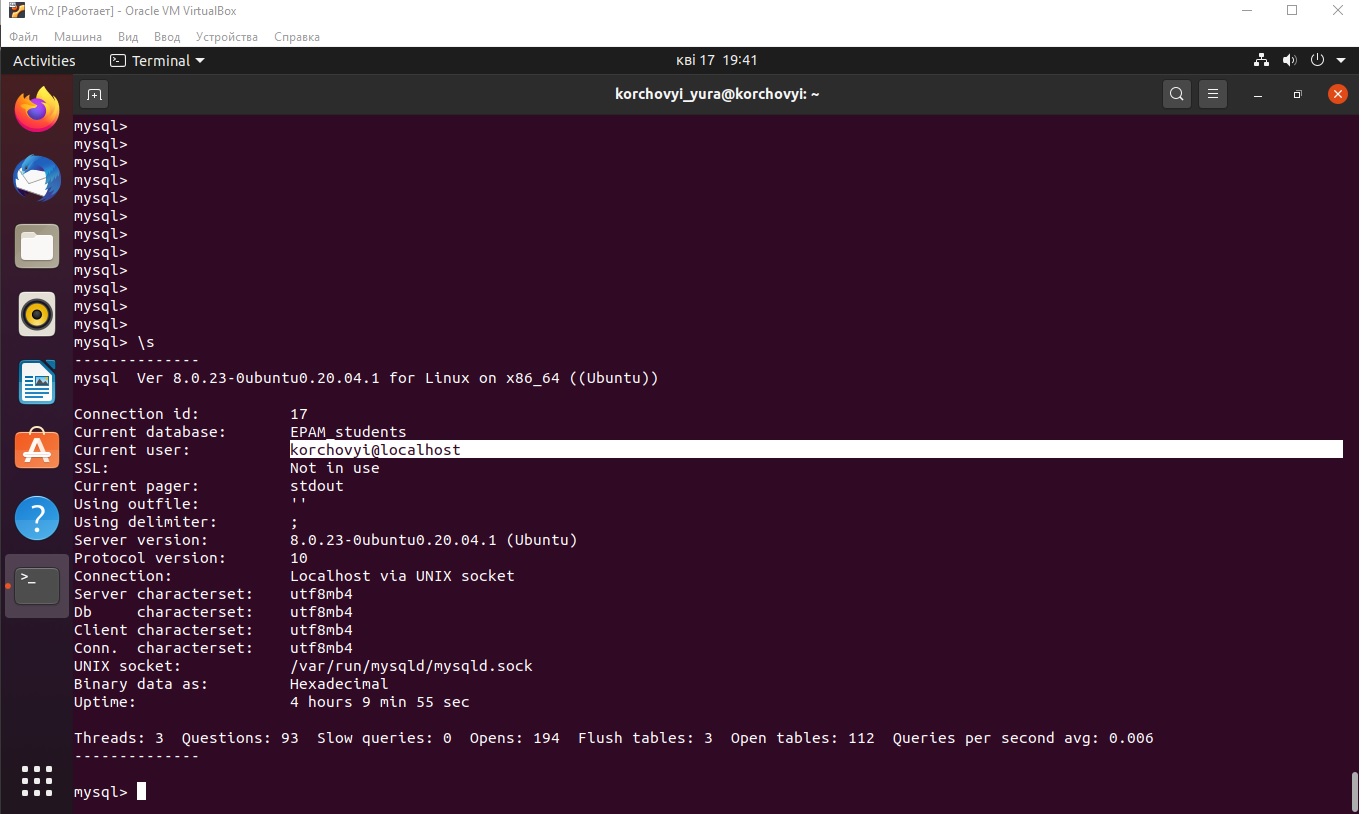 Vm2 [Работает] - Oracle VM VirtualBox
Файл Машина Вид Ввод Устройства Справка
Activities Terminal кві 17 19:41
korchovyi_yura@korchovyi: ~
mysql>
mysql>
mysql>
mysql>
mysql>
mysql>
mysql>
mysql>
mysql>
mysql>
mysql>
mysql>
mysql> \s
--------------
mysql  Ver 8.0.23-0ubuntu0.20.04.1 for Linux on x86_64 ((Ubuntu))
Connection id:          17
Current database:       EPAM_students
Current user:           korchovyi@localhost
SSL:                    Not in use
Current pager:          stdout
Using outfile:          ''
Using delimiter:        ;
Server version:         8.0.23-0ubuntu0.20.04.1 (Ubuntu)
Protocol version:       10
Connection:             Localhost via UNIX socket
Server characterset:    utf8mb4
Db     characterset:    utf8mb4
Client characterset:    utf8mb4
Conn.  characterset:    utf8mb4
UNIX socket:            /var/run/mysqld/mysqld.sock
Binary data as:         Hexadecimal
Uptime:                 4 hours 9 min 55 sec
Threads: 3  Questions: 93  Slow queries: 0  Opens: 194  Flush tables: 3  Open tables: 112  Queries per second avg: 0.006
--------------
mysql>